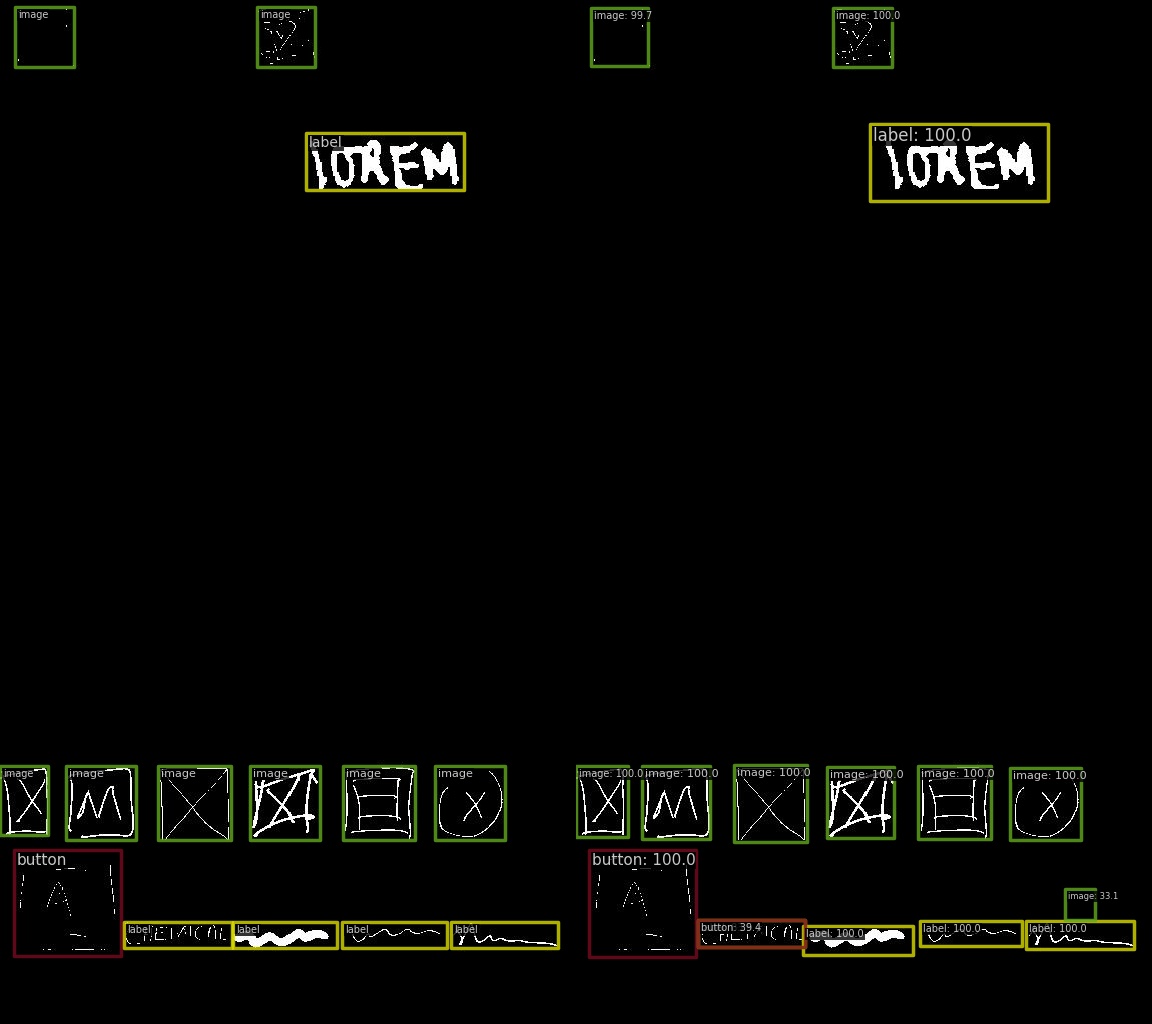 image image image: 99.7 image: 100.0
label label: 100.0
lOREM lOREM
image image image image image image image: 100.0 image: 100.0 image: 100.0 image: 100.0 image: 100.0 image: 100.0
M M
X X
button button: 100.0
A A
image: 33.1
label label label label button: 39.4 label: 100.0 label: 100.0 label: 100.0